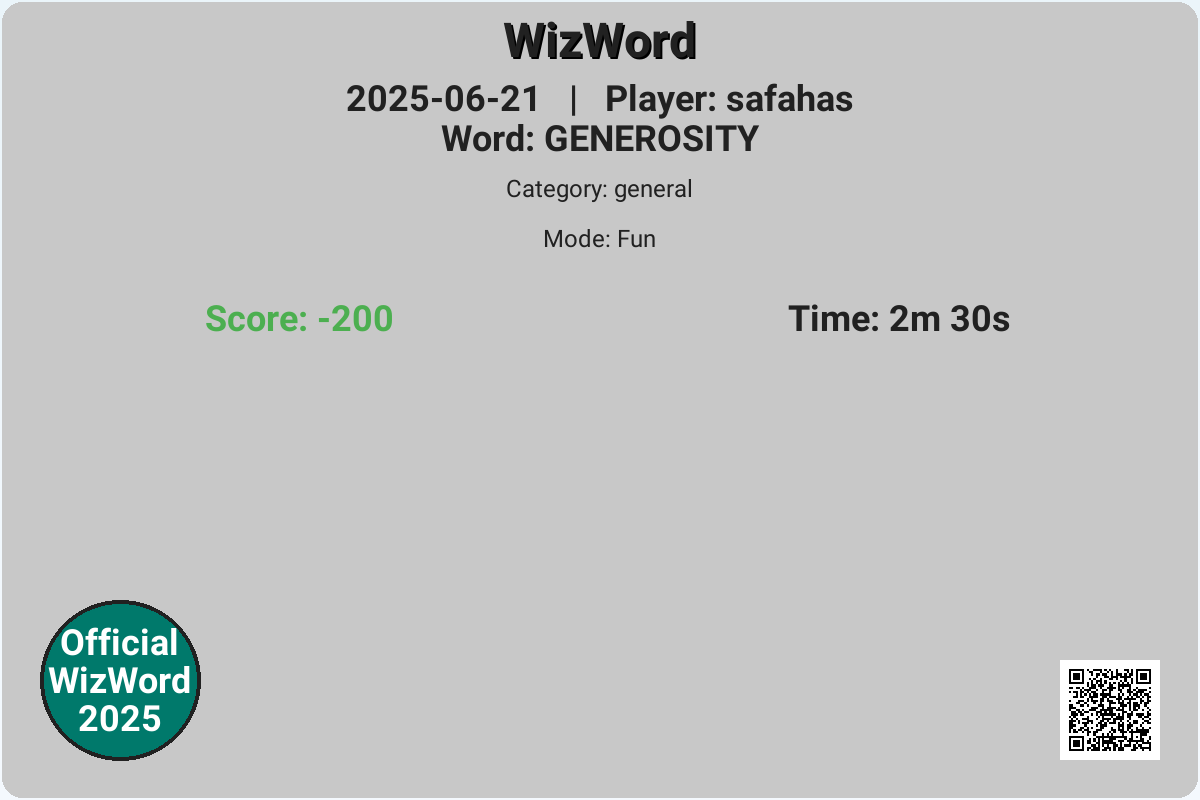 WizWord
2025-06-21 | Player: safahas
Word: GENEROSITY
Category: general
Mode: Fun
Score: -200 Time: 2m 30s
Official
WizWord
2025